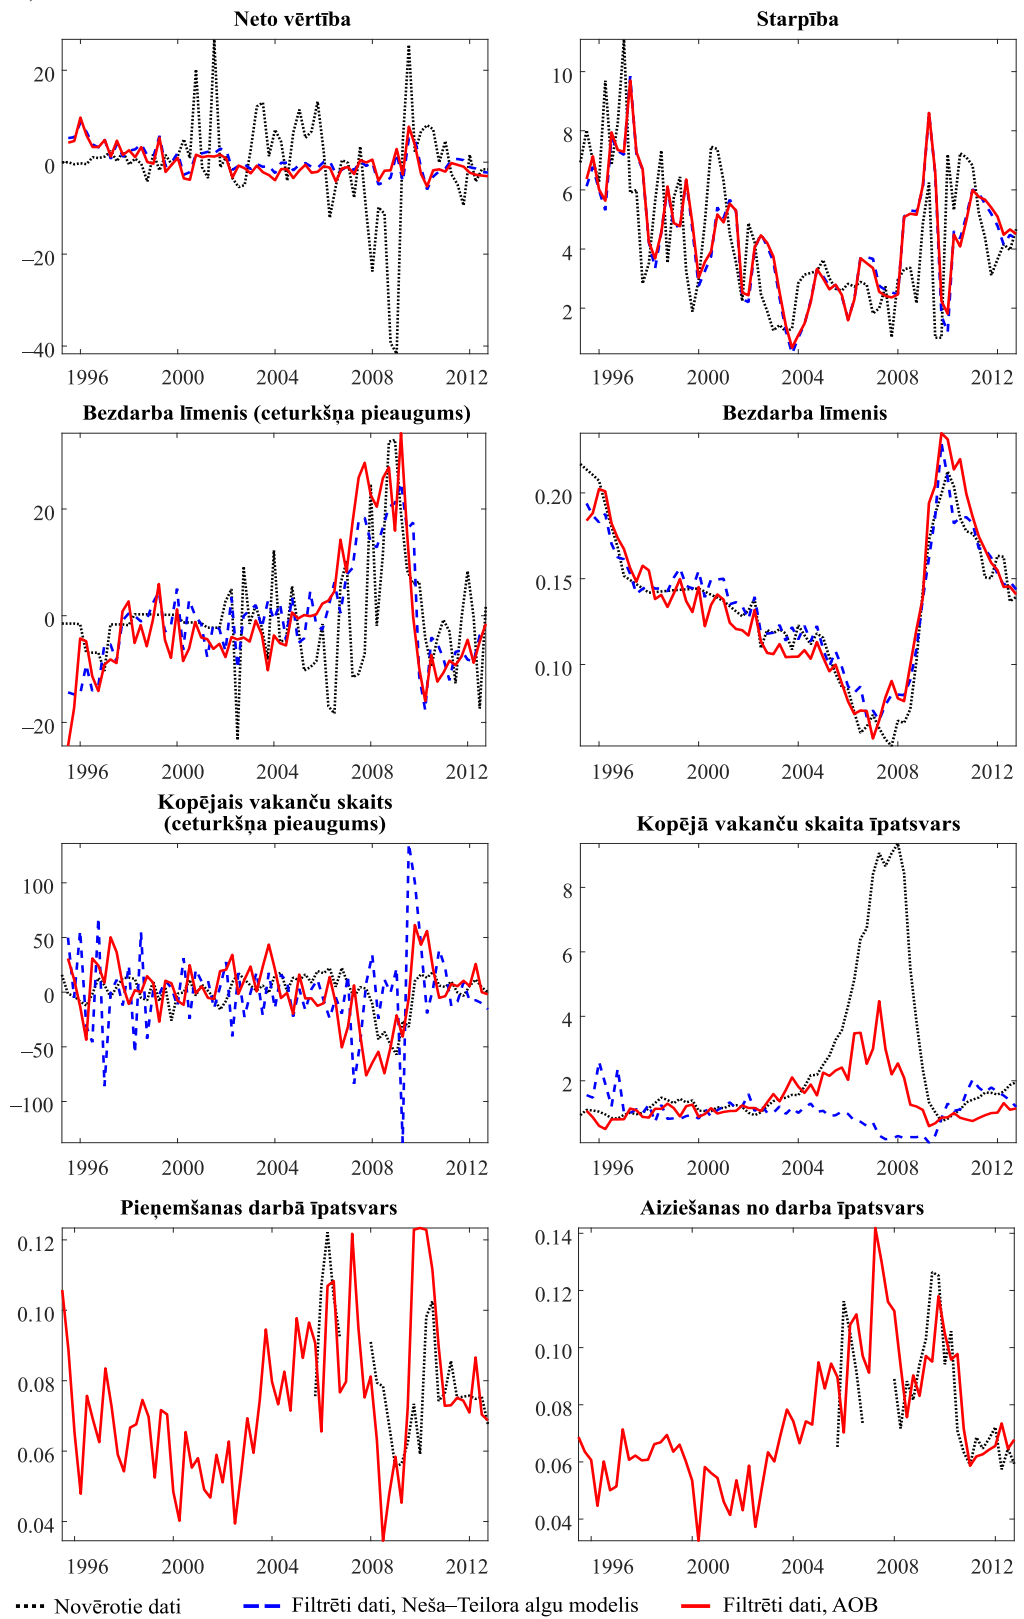 Neto vērtība
20
0
–20
–40
1996 2000 2004 2008 2012
Starpība
10
8
6
4
2
1996 2000 2004 2008 2012
Bezdarba līmenis (ceturkšņa pieaugums)
20
0
–20
1996 2000 2004 2008 2012
Bezdarba līmenis
0.20
0.15
0.10
1996 2000 2004 2008 2012
Kopējais vakanču skaits
(ceturkšņa pieaugums)
100
50
0
–50
–100
1996 2000 2004 2008 2012
Kopējā vakanču skaita īpatsvars
8
6
4
2
1996 2000 2004 2008 2012
Pieņemšanas darbā īpatsvars
0.12
0.10
0.08
0.06
0.04
1996 2000 2004 2008 2012
Aiziešanas no darba īpatsvars
0.14
0.12
0.10
0.08
0.06
0.04
1996 2000 2004 2008 2012
Novērotie dati
Filtrēti dati, Neša–Teilora algu modelis
Filtrēti dati, AOB